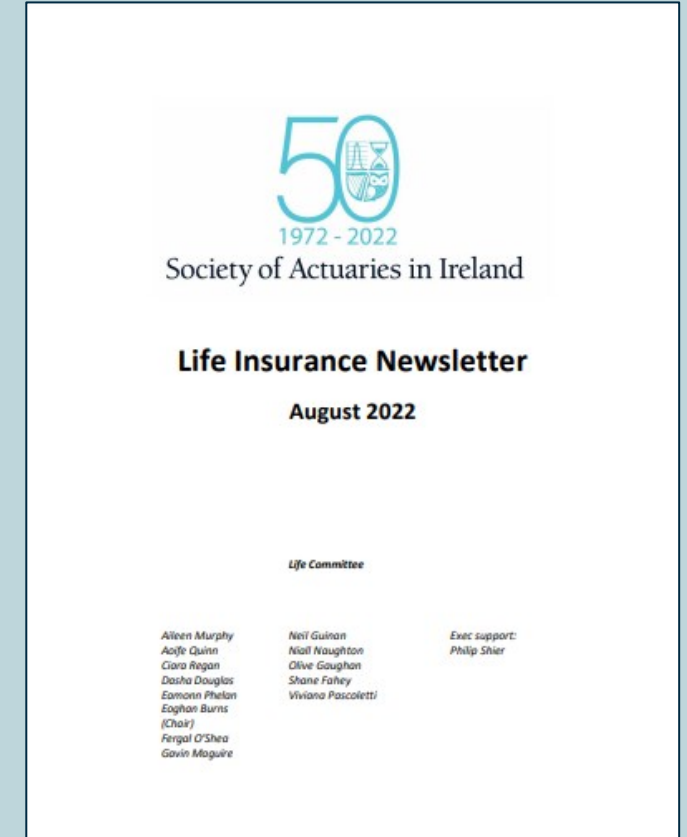 50
1972 - 2022
Society of Actuaries in Ireland
Life Insurance Newsletter
August 2022
Life Committee
Aileen Murphy
Aoife Quinn
Ciara Regan
Dasha Douglas
Eamonn Phelan
Eoghan Burns
(Chair)
Fergal O'Shea
Gavin Maguire
Neil Guinan
Niall Naughton
Olive Gaughan
Shane Fahey
Viviana Pascoletti
Exec support:
Philip Shier